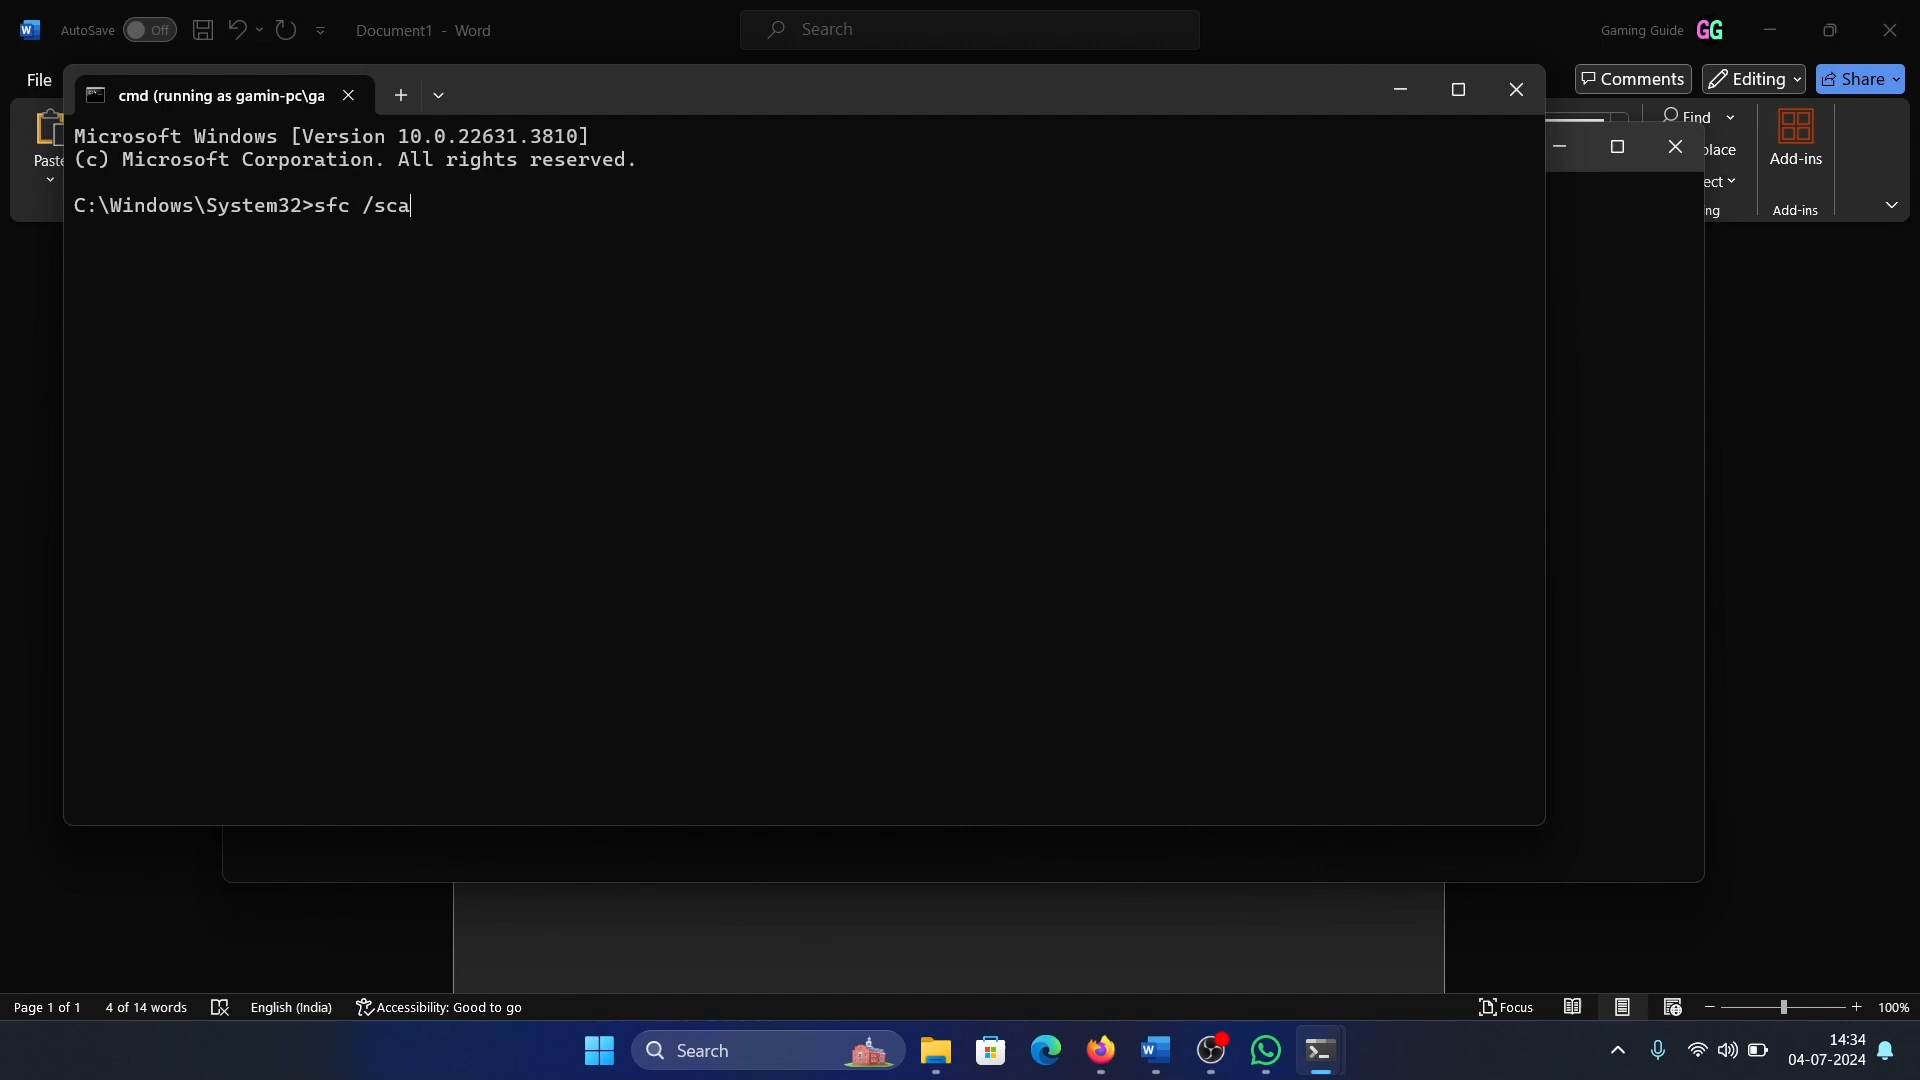 AutoSave Off Document1 - Word Search Gaming Guide GG
File Comments Editing Share
cmd (running as gamin-pc\ga
Microsoft Windows [Version 10.0.22631.3810]
(c) Microsoft Corporation. All rights reserved.
C:\Windows\System32>sfc /sca
Paste
Find
place
ect
ng
Add-ins
Add-ins
Page 1 of 1 4 of 14 words English (India) Accessibility: Good to go Focus 100%
Search
14:34
04-07-2024